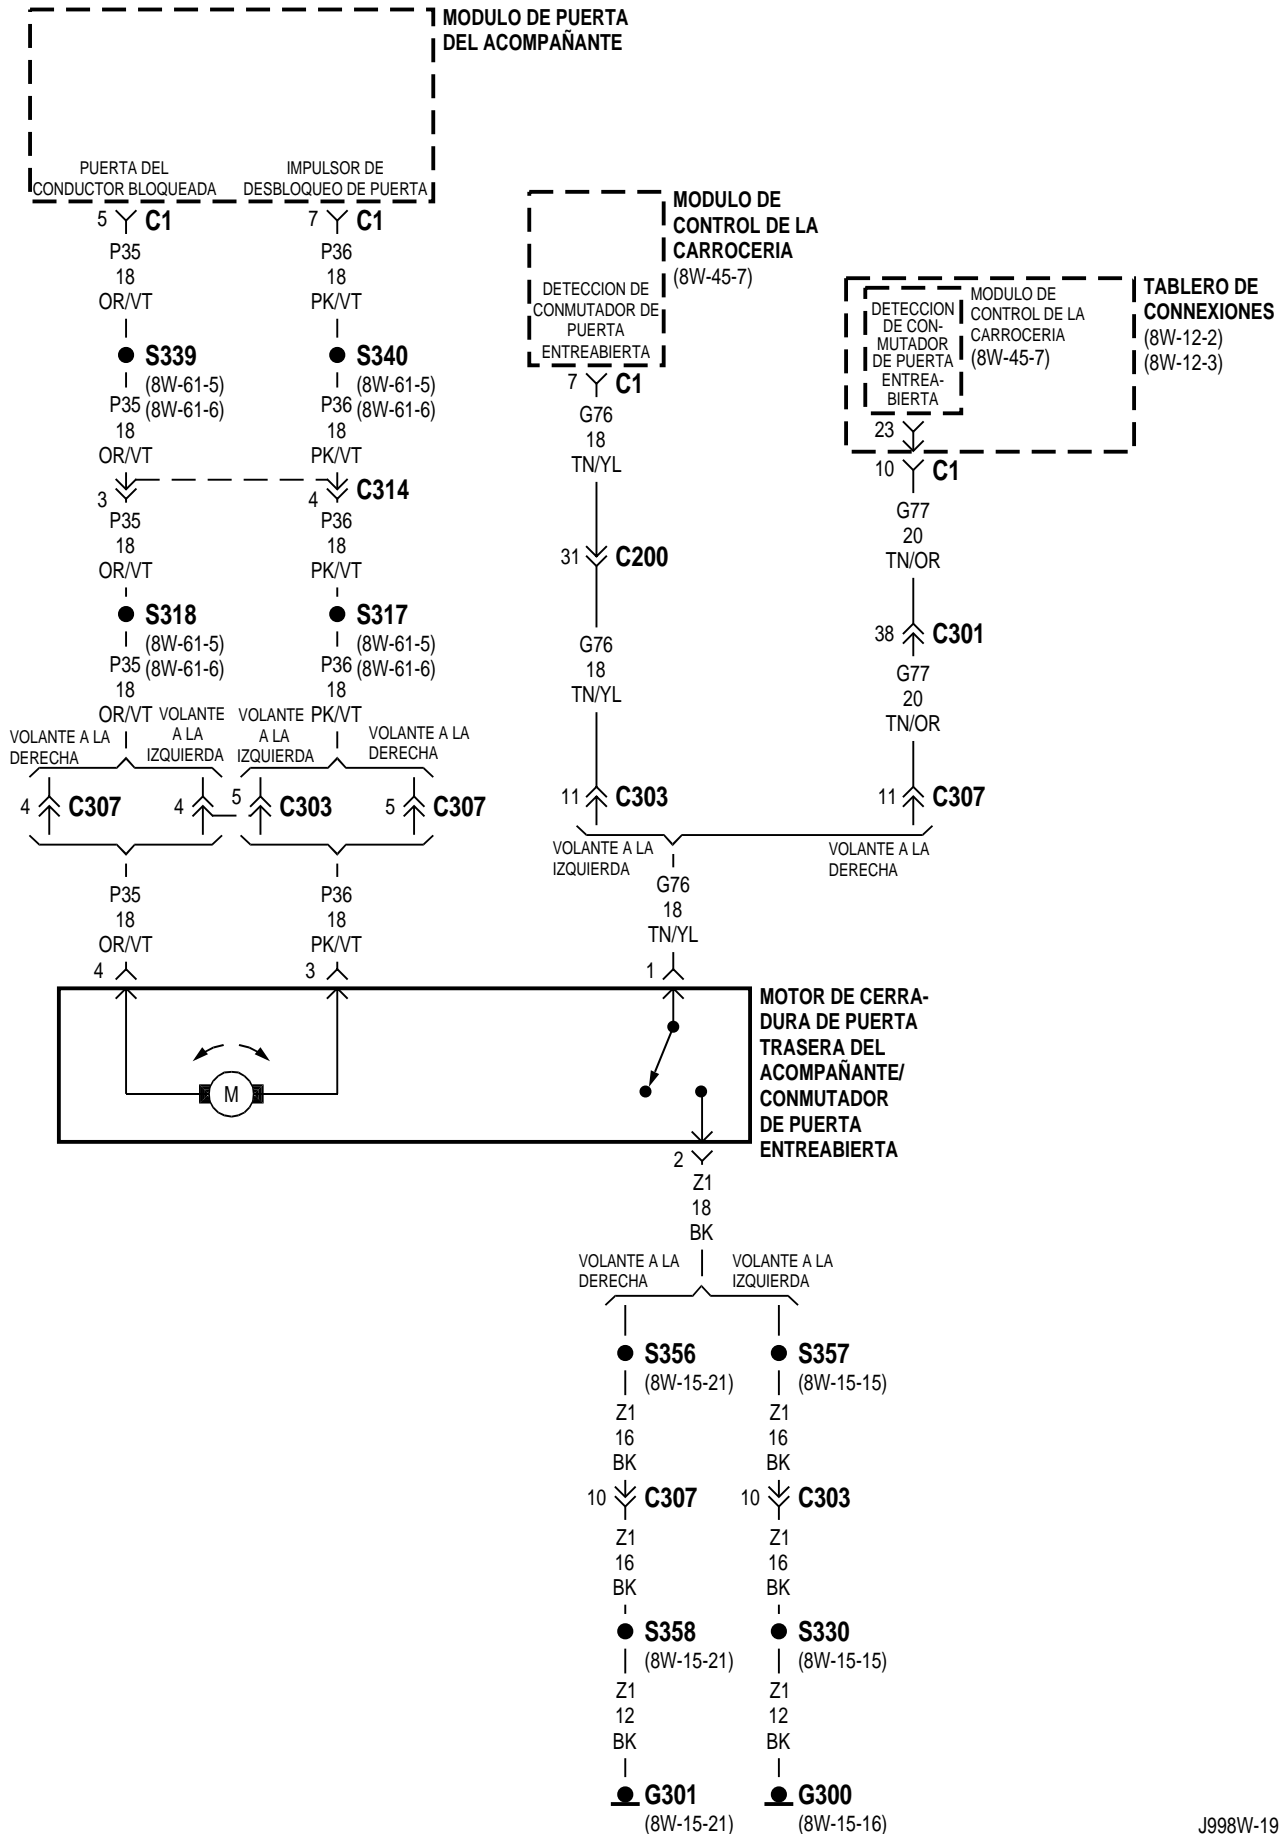 MODULO DE PUERTA
DEL ACOMPAÑANTE
PUERTA DEL
CONDUCTOR BLOQUEADA
IMPULSOR DE
DESBLOQUEO DE PUERTA
5 C1
7 C1
P35
18
OR/VT
P36
18
PK/VT
S339
(8W-61-5)
(8W-61-6)
S340
(8W-61-5)
(8W-61-6)
P35
18
OR/VT
P36
18
PK/VT
3
4
C314
P35
18
OR/VT
P36
18
PK/VT
S318
(8W-61-5)
(8W-61-6)
S317
(8W-61-5)
(8W-61-6)
P35
18
OR/VT
P36
18
PK/VT
VOLANTE A LA
DERECHA
VOLANTE
A LA
IZQUIERDA
VOLANTE
A LA
IZQUIERDA
VOLANTE A LA
DERECHA
4 C307
4
5 C303
5 C307
P35
18
OR/VT
P36
18
PK/VT
4
3
MODULO DE
CONTROL DE LA
CARROCERIA
(8W-45-7)
DETECCION DE
CONMUTADOR DE
PUERTA
ENTREABIERTA
7 C1
G76
18
TN/YL
31 C200
G76
18
TN/YL
11 C303
TABLERO DE
CONNEXIONES
(8W-12-2)
(8W-12-3)
MODULO DE
CONTROL DE LA
CARROCERIA
(8W-45-7)
DETECCION
DE CON-
MUTADOR
DE PUERTA
ENTREA-
BIERTA
23
10 C1
G77
20
TN/OR
38 C301
G77
20
TN/OR
11 C307
VOLANTE A LA
IZQUIERDA
VOLANTE A LA
DERECHA
G76
18
TN/YL
1
M
MOTOR DE CERRA-
DURA DE PUERTA
TRASERA DEL
ACOMPAÑANTE/
CONMUTADOR
DE PUERTA
ENTREABIERTA
2
Z1
18
BK
VOLANTE A LA
DERECHA
VOLANTE A LA
IZQUIERDA
S356
(8W-15-21)
S357
(8W-15-15)
Z1
16
BK
Z1
16
BK
10 C307
10 C303
Z1
16
BK
Z1
16
BK
S358
(8W-15-21)
S330
(8W-15-15)
Z1
12
BK
Z1
12
BK
G301
(8W-15-21)
G300
(8W-15-16)
J998W-19